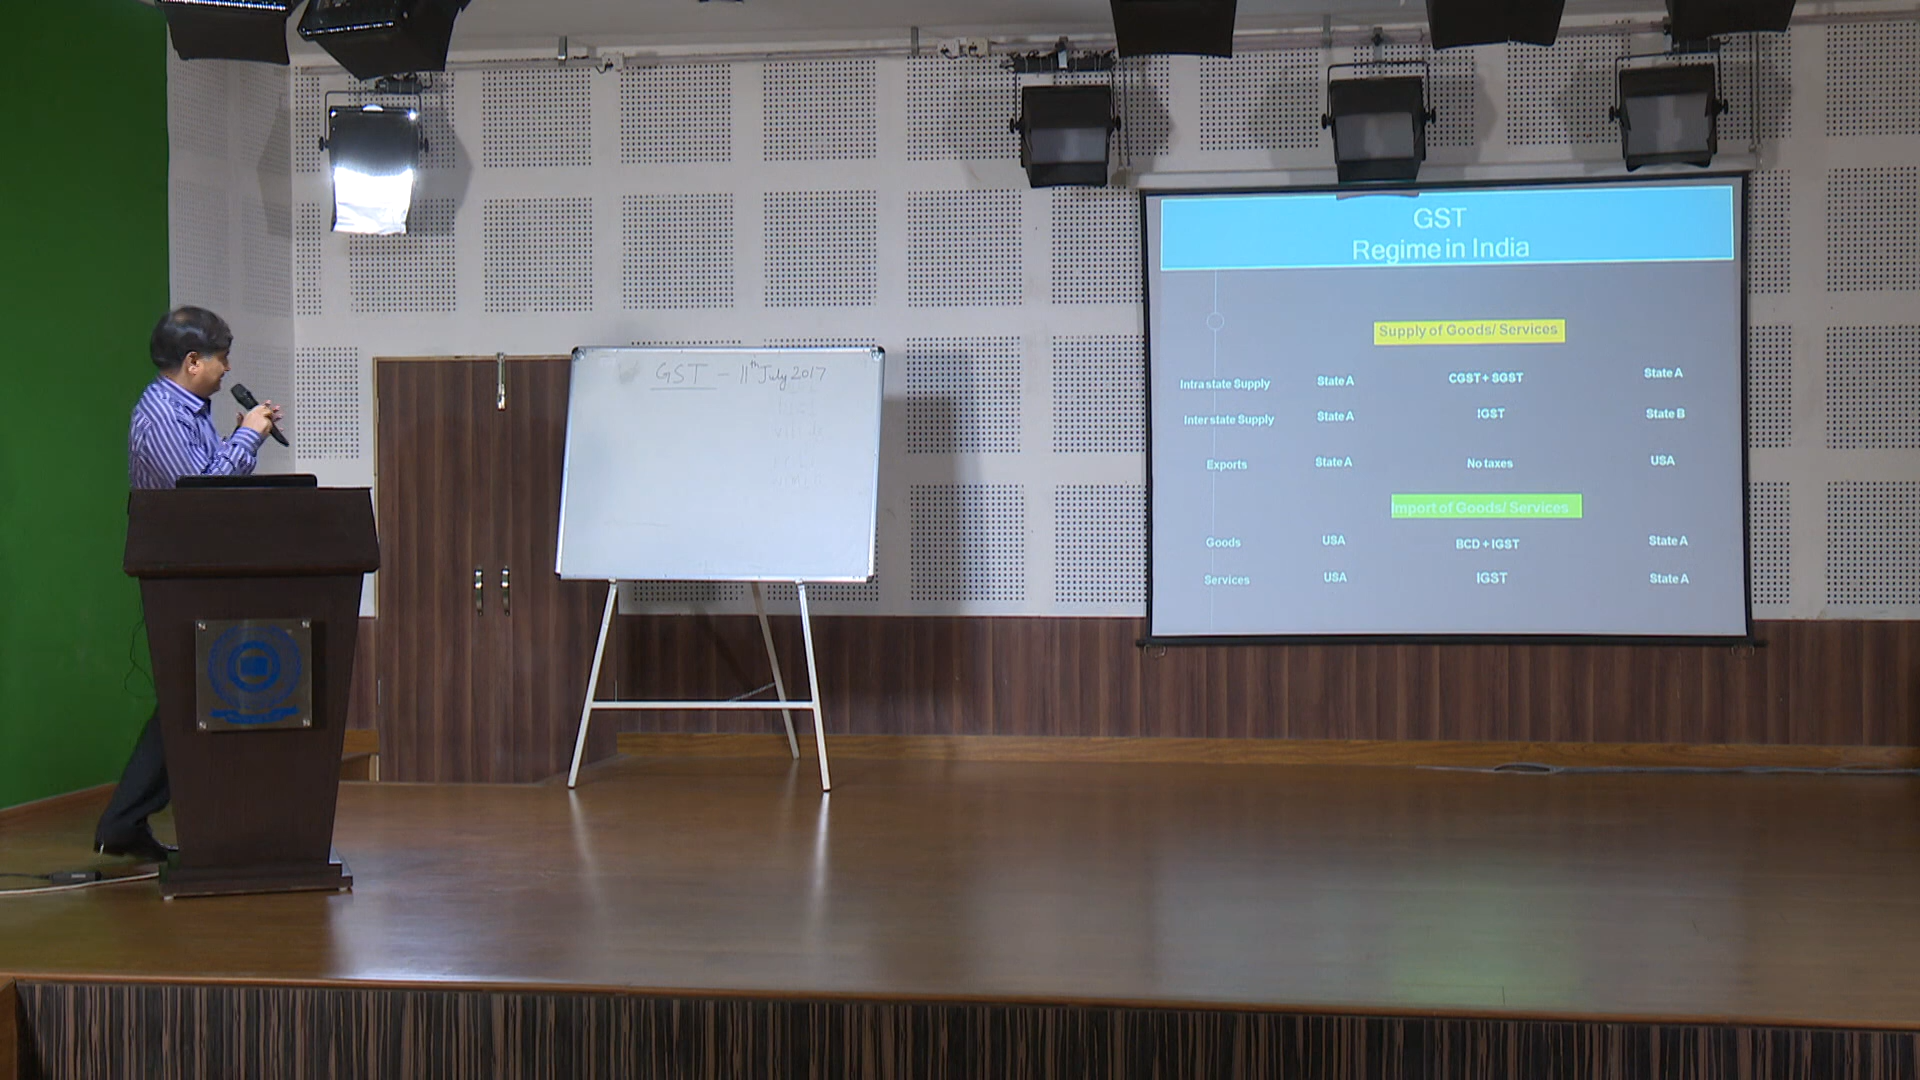 GST – 11th July 2017
GST
Regime in India
Supply of Goods/ Services
Intra state Supply State A CGST + SGST State A
Inter state Supply State A IGST State B
Exports State A No taxes USA
Import of Goods/ Services
Goods USA BCD + IGST State A
Services USA IGST State A